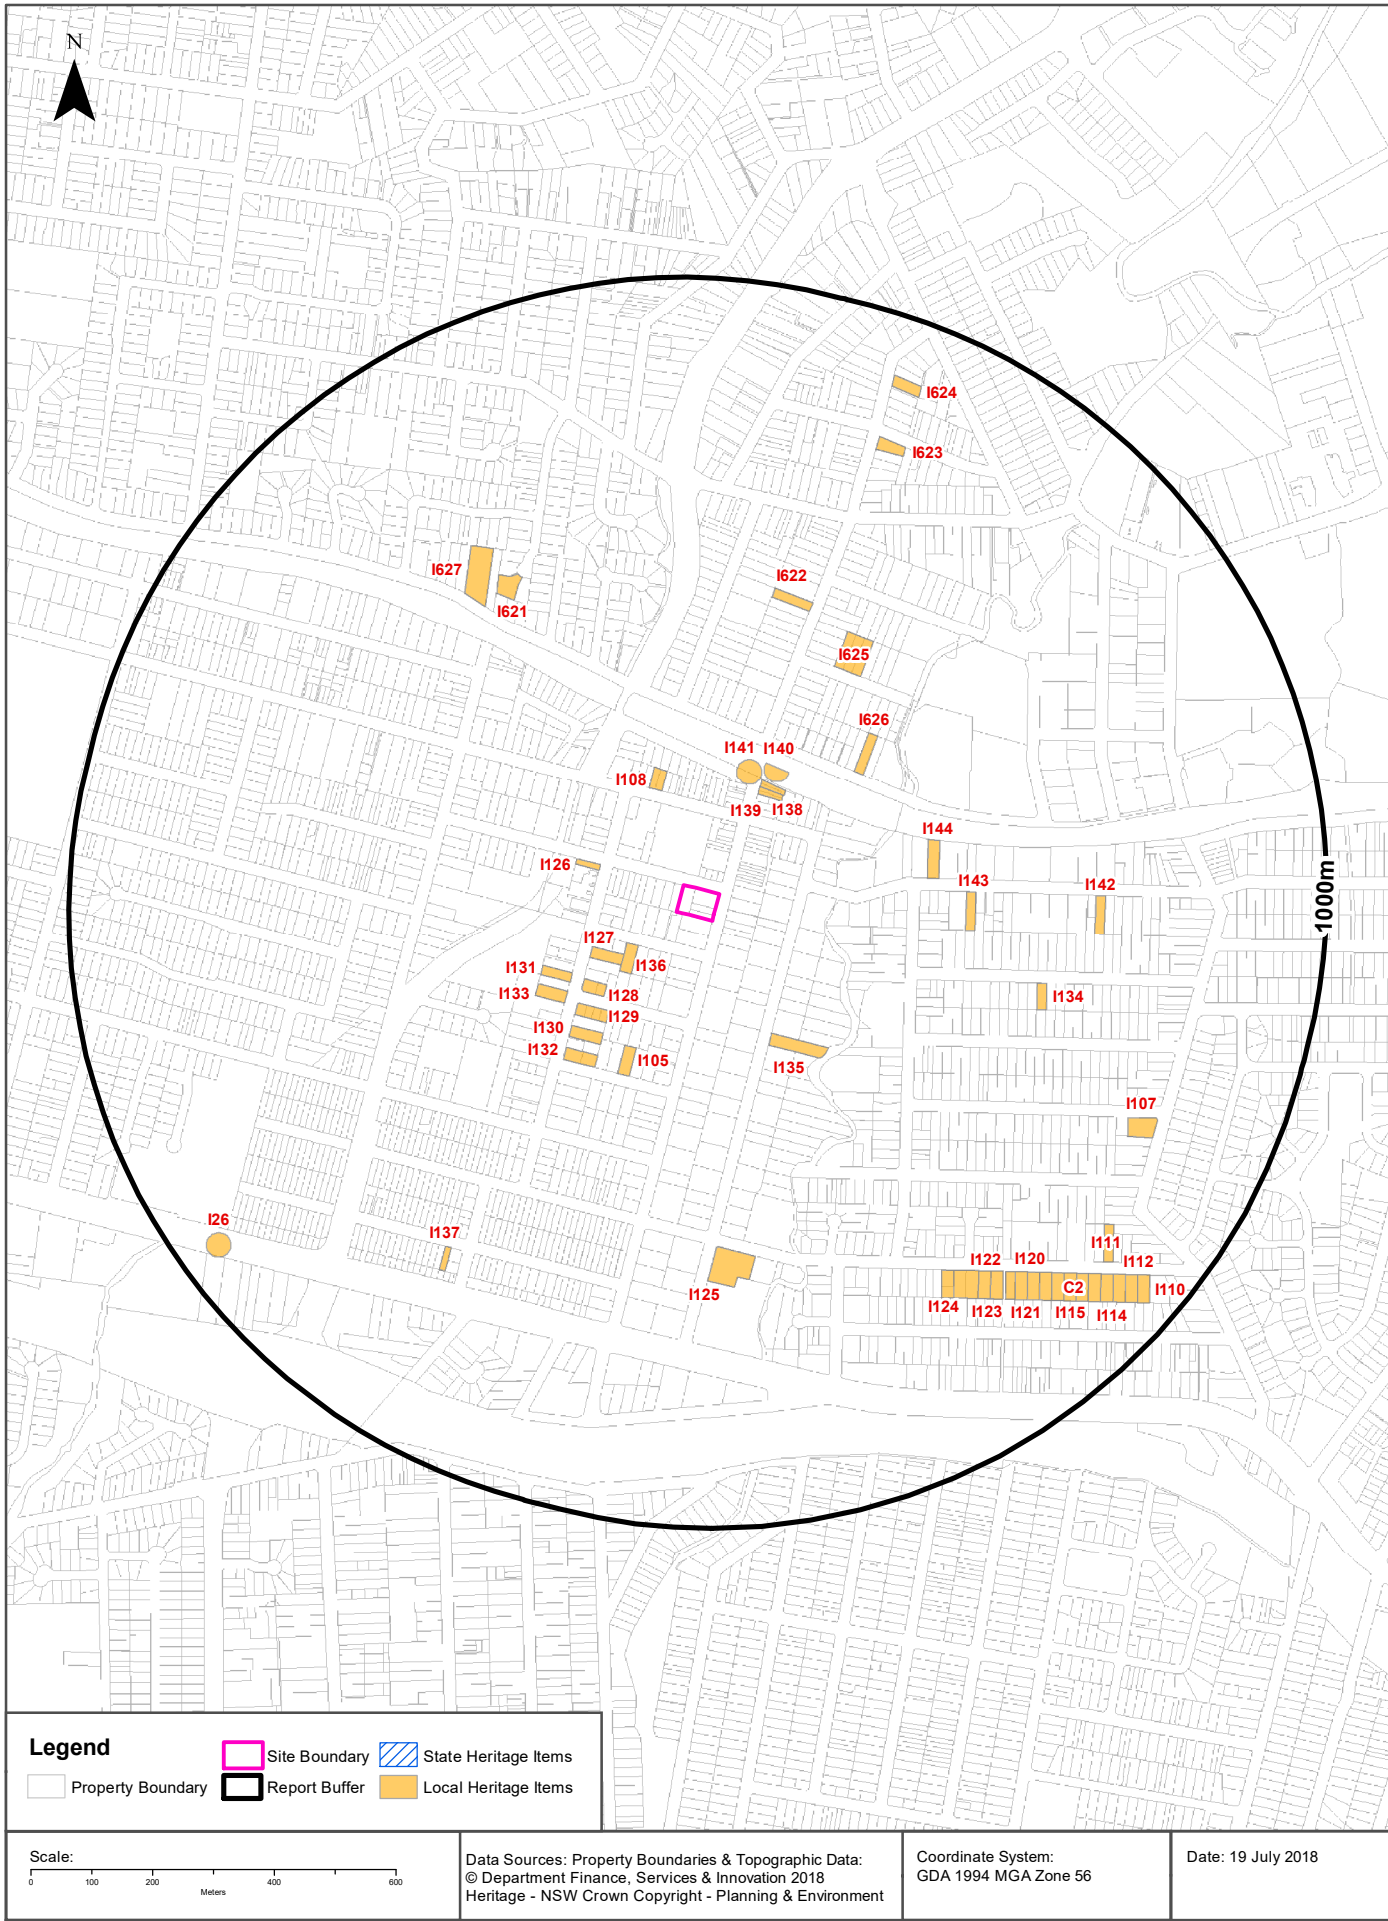 N
I624
I623
I627
I621
I622
I625
I626
I141 I140
I108
I139 I138
I144
I126
I143
I142
1000m
I127
I136
I131
I133
I128
I129
I134
I130
I132
I105
I135
I107
I26
I137
I111
I122 I120 I112
C2
I110
I125
I124 I123 I121 I115 I114
Legend
Site Boundary
State Heritage Items
Property Boundary
Report Buffer
Local Heritage Items
Scale:
0 100 200 400 600
Meters
Data Sources: Property Boundaries & Topographic Data:
© Department Finance, Services & Innovation 2018
Heritage - NSW Crown Copyright - Planning & Environment
Coordinate System:
GDA 1994 MGA Zone 56
Date: 19 July 2018